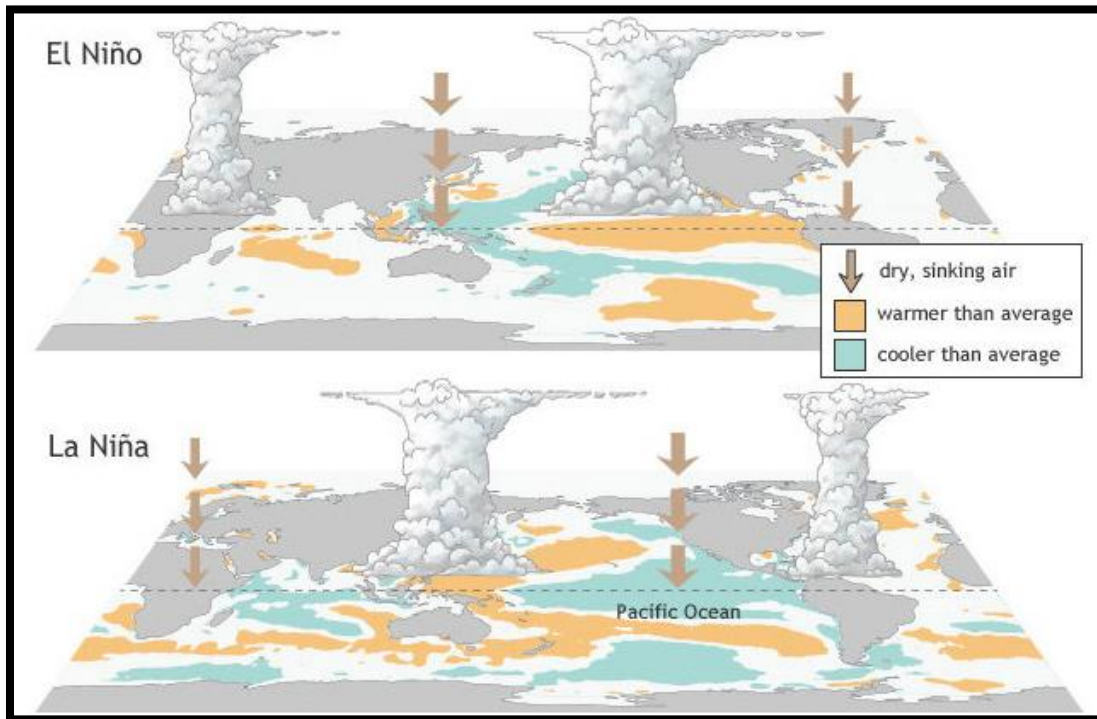 El Niño
dry, sinking air
warmer than average
cooler than average
La Niña
Pacific Ocean